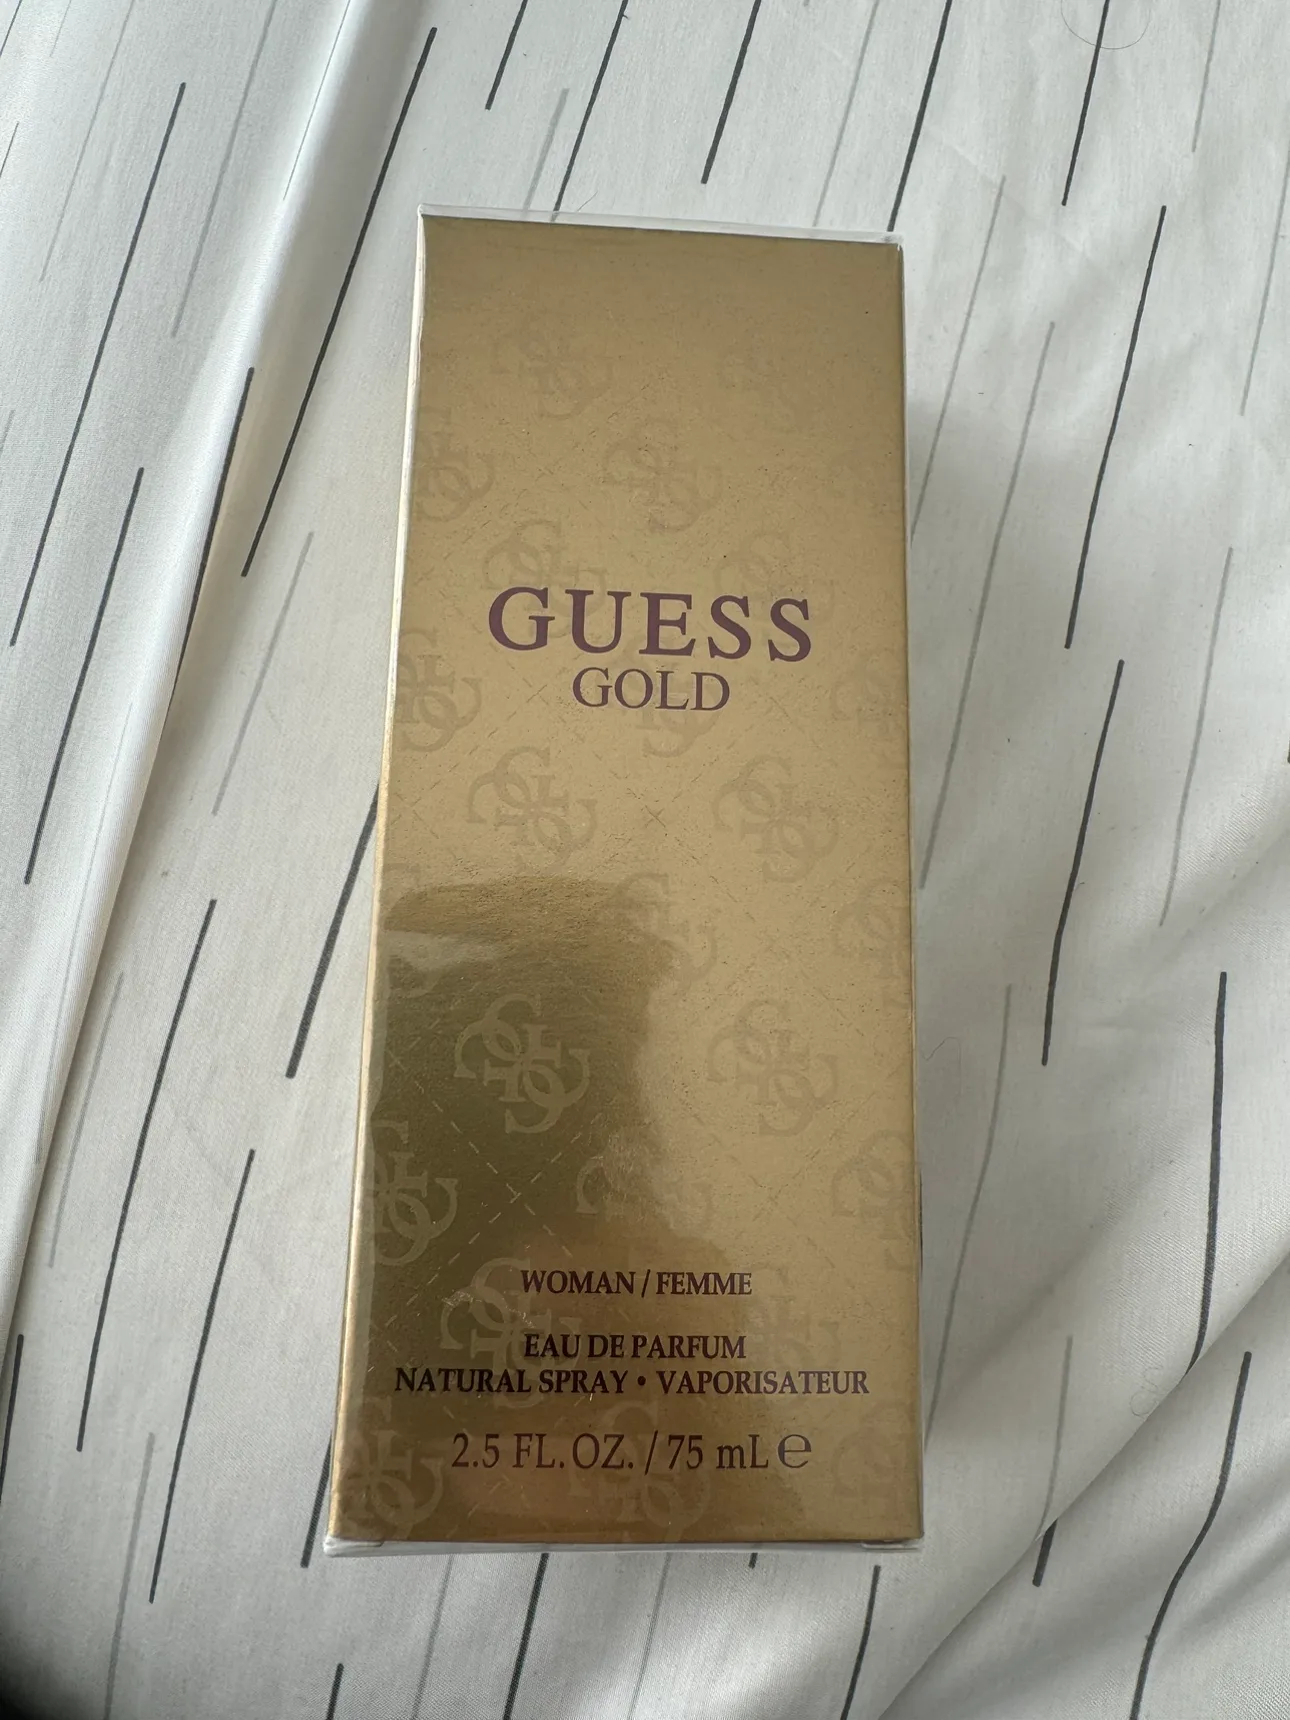 GUESS
GOLD
WOMAN / FEMME
EAU DE PARFUM
NATURAL SPRAY • VAPORISATEUR
2.5 FL. OZ. / 75 mL ℮